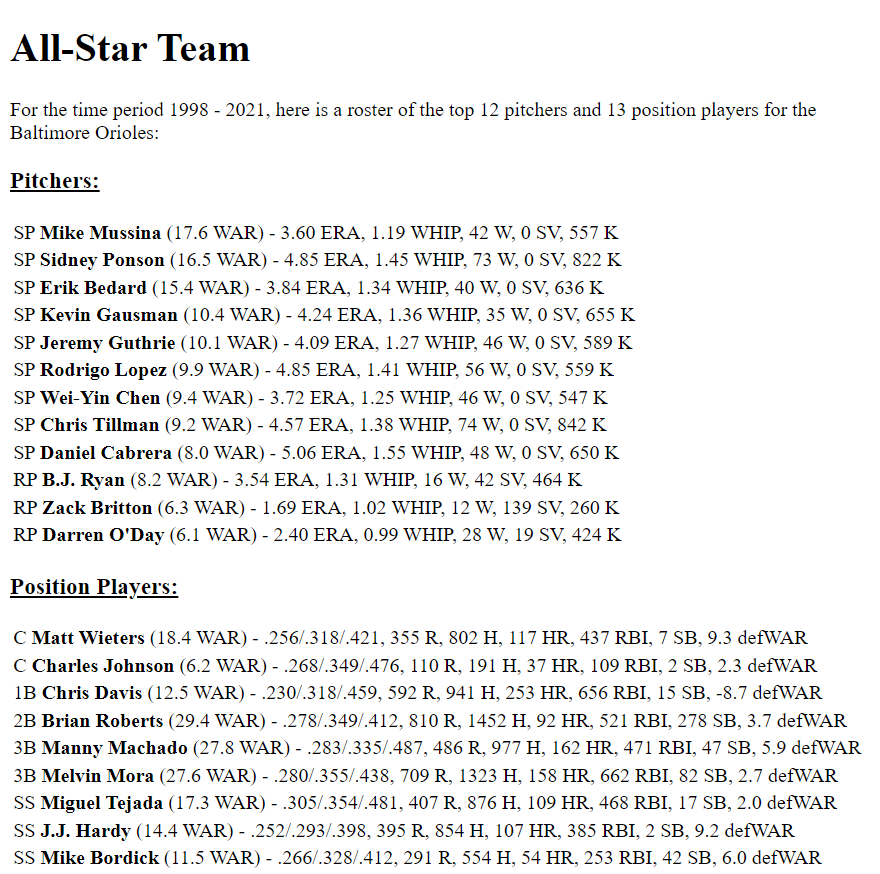 All-Star Team
For the time period 1998 - 2021, here is a roster of the top 12 pitchers and 13 position players for the
Baltimore Orioles:
Pitchers:
SP Mike Mussina (17.6 WAR) - 3.60 ERA, 1.19 WHIP, 42 W, 0 SV, 557 K
SP Sidney Ponson (16.5 WAR) - 4.85 ERA, 1.45 WHIP, 73 W, 0 SV, 822 K
SP Erik Bedard (15.4 WAR) - 3.84 ERA, 1.34 WHIP, 40 W, 0 SV, 636 K
SP Kevin Gausman (10.4 WAR) - 4.24 ERA, 1.36 WHIP, 35 W, 0 SV, 655 K
SP Jeremy Guthrie (10.1 WAR) - 4.09 ERA, 1.27 WHIP, 46 W, 0 SV, 589 K
SP Rodrigo Lopez (9.9 WAR) - 4.85 ERA, 1.41 WHIP, 56 W, 0 SV, 559 K
SP Wei-Yin Chen (9.4 WAR) - 3.72 ERA, 1.25 WHIP, 46 W, 0 SV, 547 K
SP Chris Tillman (9.2 WAR) - 4.57 ERA, 1.38 WHIP, 74 W, 0 SV, 842 K
SP Daniel Cabrera (8.0 WAR) - 5.06 ERA, 1.55 WHIP, 48 W, 0 SV, 650 K
RP B.J. Ryan (8.2 WAR) - 3.54 ERA, 1.31 WHIP, 16 W, 42 SV, 464 K
RP Zack Britton (6.3 WAR) - 1.69 ERA, 1.02 WHIP, 12 W, 139 SV, 260 K
RP Darren O'Day (6.1 WAR) - 2.40 ERA, 0.99 WHIP, 28 W, 19 SV, 424 K
Position Players:
C Matt Wieters (18.4 WAR) - .256/.318/.421, 355 R, 802 H, 117 HR, 437 RBI, 7 SB, 9.3 defWAR
C Charles Johnson (6.2 WAR) - .268/.349/.476, 110 R, 191 H, 37 HR, 109 RBI, 2 SB, 2.3 defWAR
1B Chris Davis (12.5 WAR) - .230/.318/.459, 592 R, 941 H, 253 HR, 656 RBI, 15 SB, -8.7 defWAR
2B Brian Roberts (29.4 WAR) - .278/.349/.412, 810 R, 1452 H, 92 HR, 521 RBI, 278 SB, 3.7 defWAR
3B Manny Machado (27.8 WAR) - .283/.335/.487, 486 R, 977 H, 162 HR, 471 RBI, 47 SB, 5.9 defWAR
3B Melvin Mora (27.6 WAR) - .280/.355/.438, 709 R, 1323 H, 158 HR, 662 RBI, 82 SB, 2.7 defWAR
SS Miguel Tejada (17.3 WAR) - .305/.354/.481, 407 R, 876 H, 109 HR, 468 RBI, 17 SB, 2.0 defWAR
SS J.J. Hardy (14.4 WAR) - .252/.293/.398, 395 R, 854 H, 107 HR, 385 RBI, 2 SB, 9.2 defWAR
SS Mike Bordick (11.5 WAR) - .266/.328/.412, 291 R, 554 H, 54 HR, 253 RBI, 42 SB, 6.0 defWAR